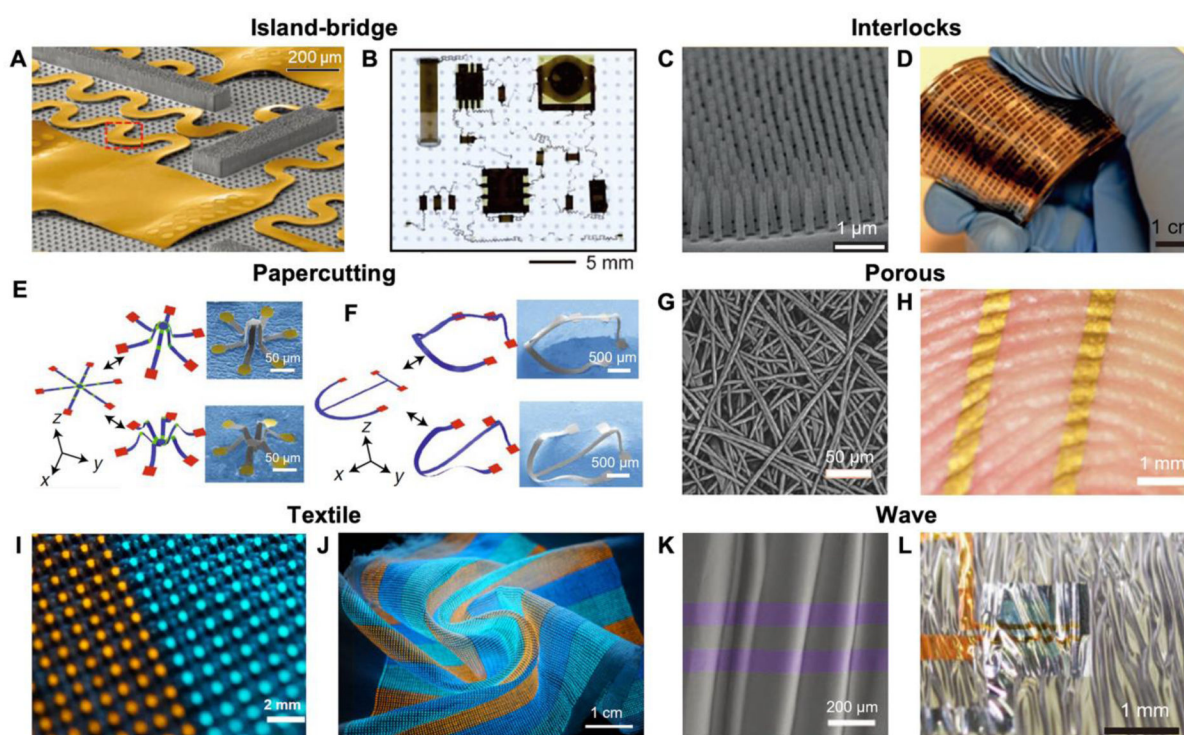 Island-bridge
Interlocks
A
200 µm
B
5 mm
C
1 µm
D
1 cm
Papercutting
Porous
E
50 µm
50 µm
z
x
y
F
500 µm
500 µm
z
x
y
G
50 µm
H
1 mm
Textile
Wave
I
2 mm
J
1 cm
K
200 µm
L
1 mm